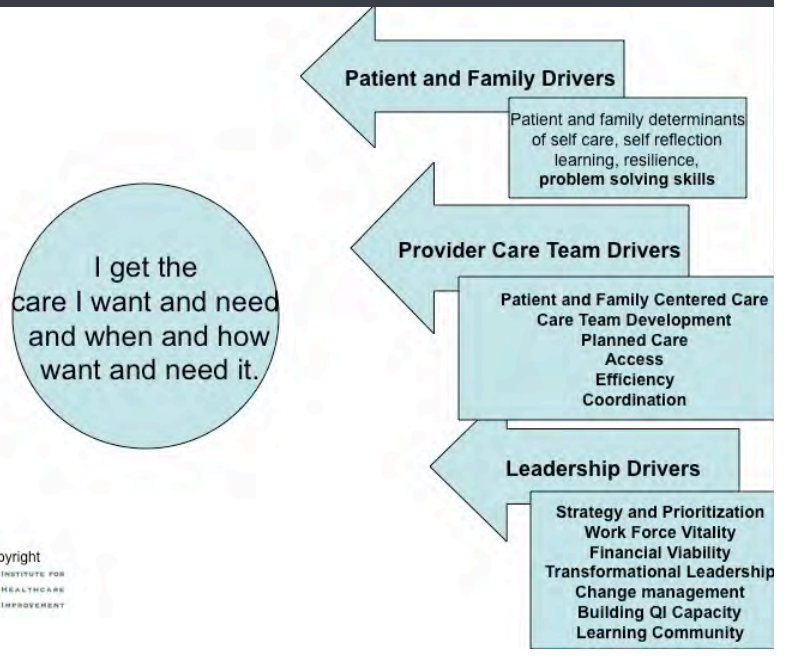 Patient and Family Drivers
Patient and family determinants
of self care, self reflection
learning, resilience,
problem solving skills
I get the
care I want and need
and when and how
want and need it.
Provider Care Team Drivers
Patient and Family Centered Care
Care Team Development
Planned Care
Access
Efficiency
Coordination
Leadership Drivers
Strategy and Prioritization
Work Force Vitality
Financial Viability
Transformational Leadership
Change management
Building QI Capacity
Learning Community
pyright
INSTITUTE FOR
HEALTHCARE
IMPROVEMENT